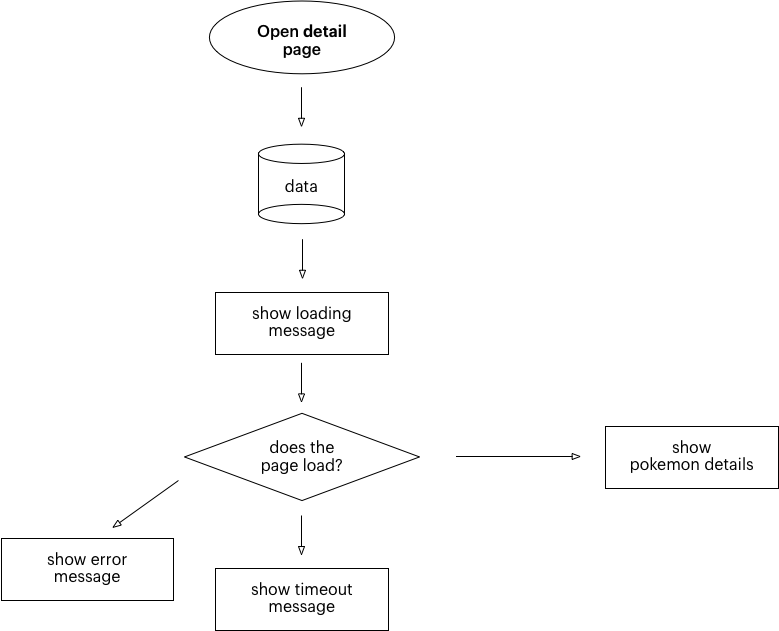 Open detail
page
data
show loading
message
does the
page load?
show
pokemon details
show error
message
show timeout
message